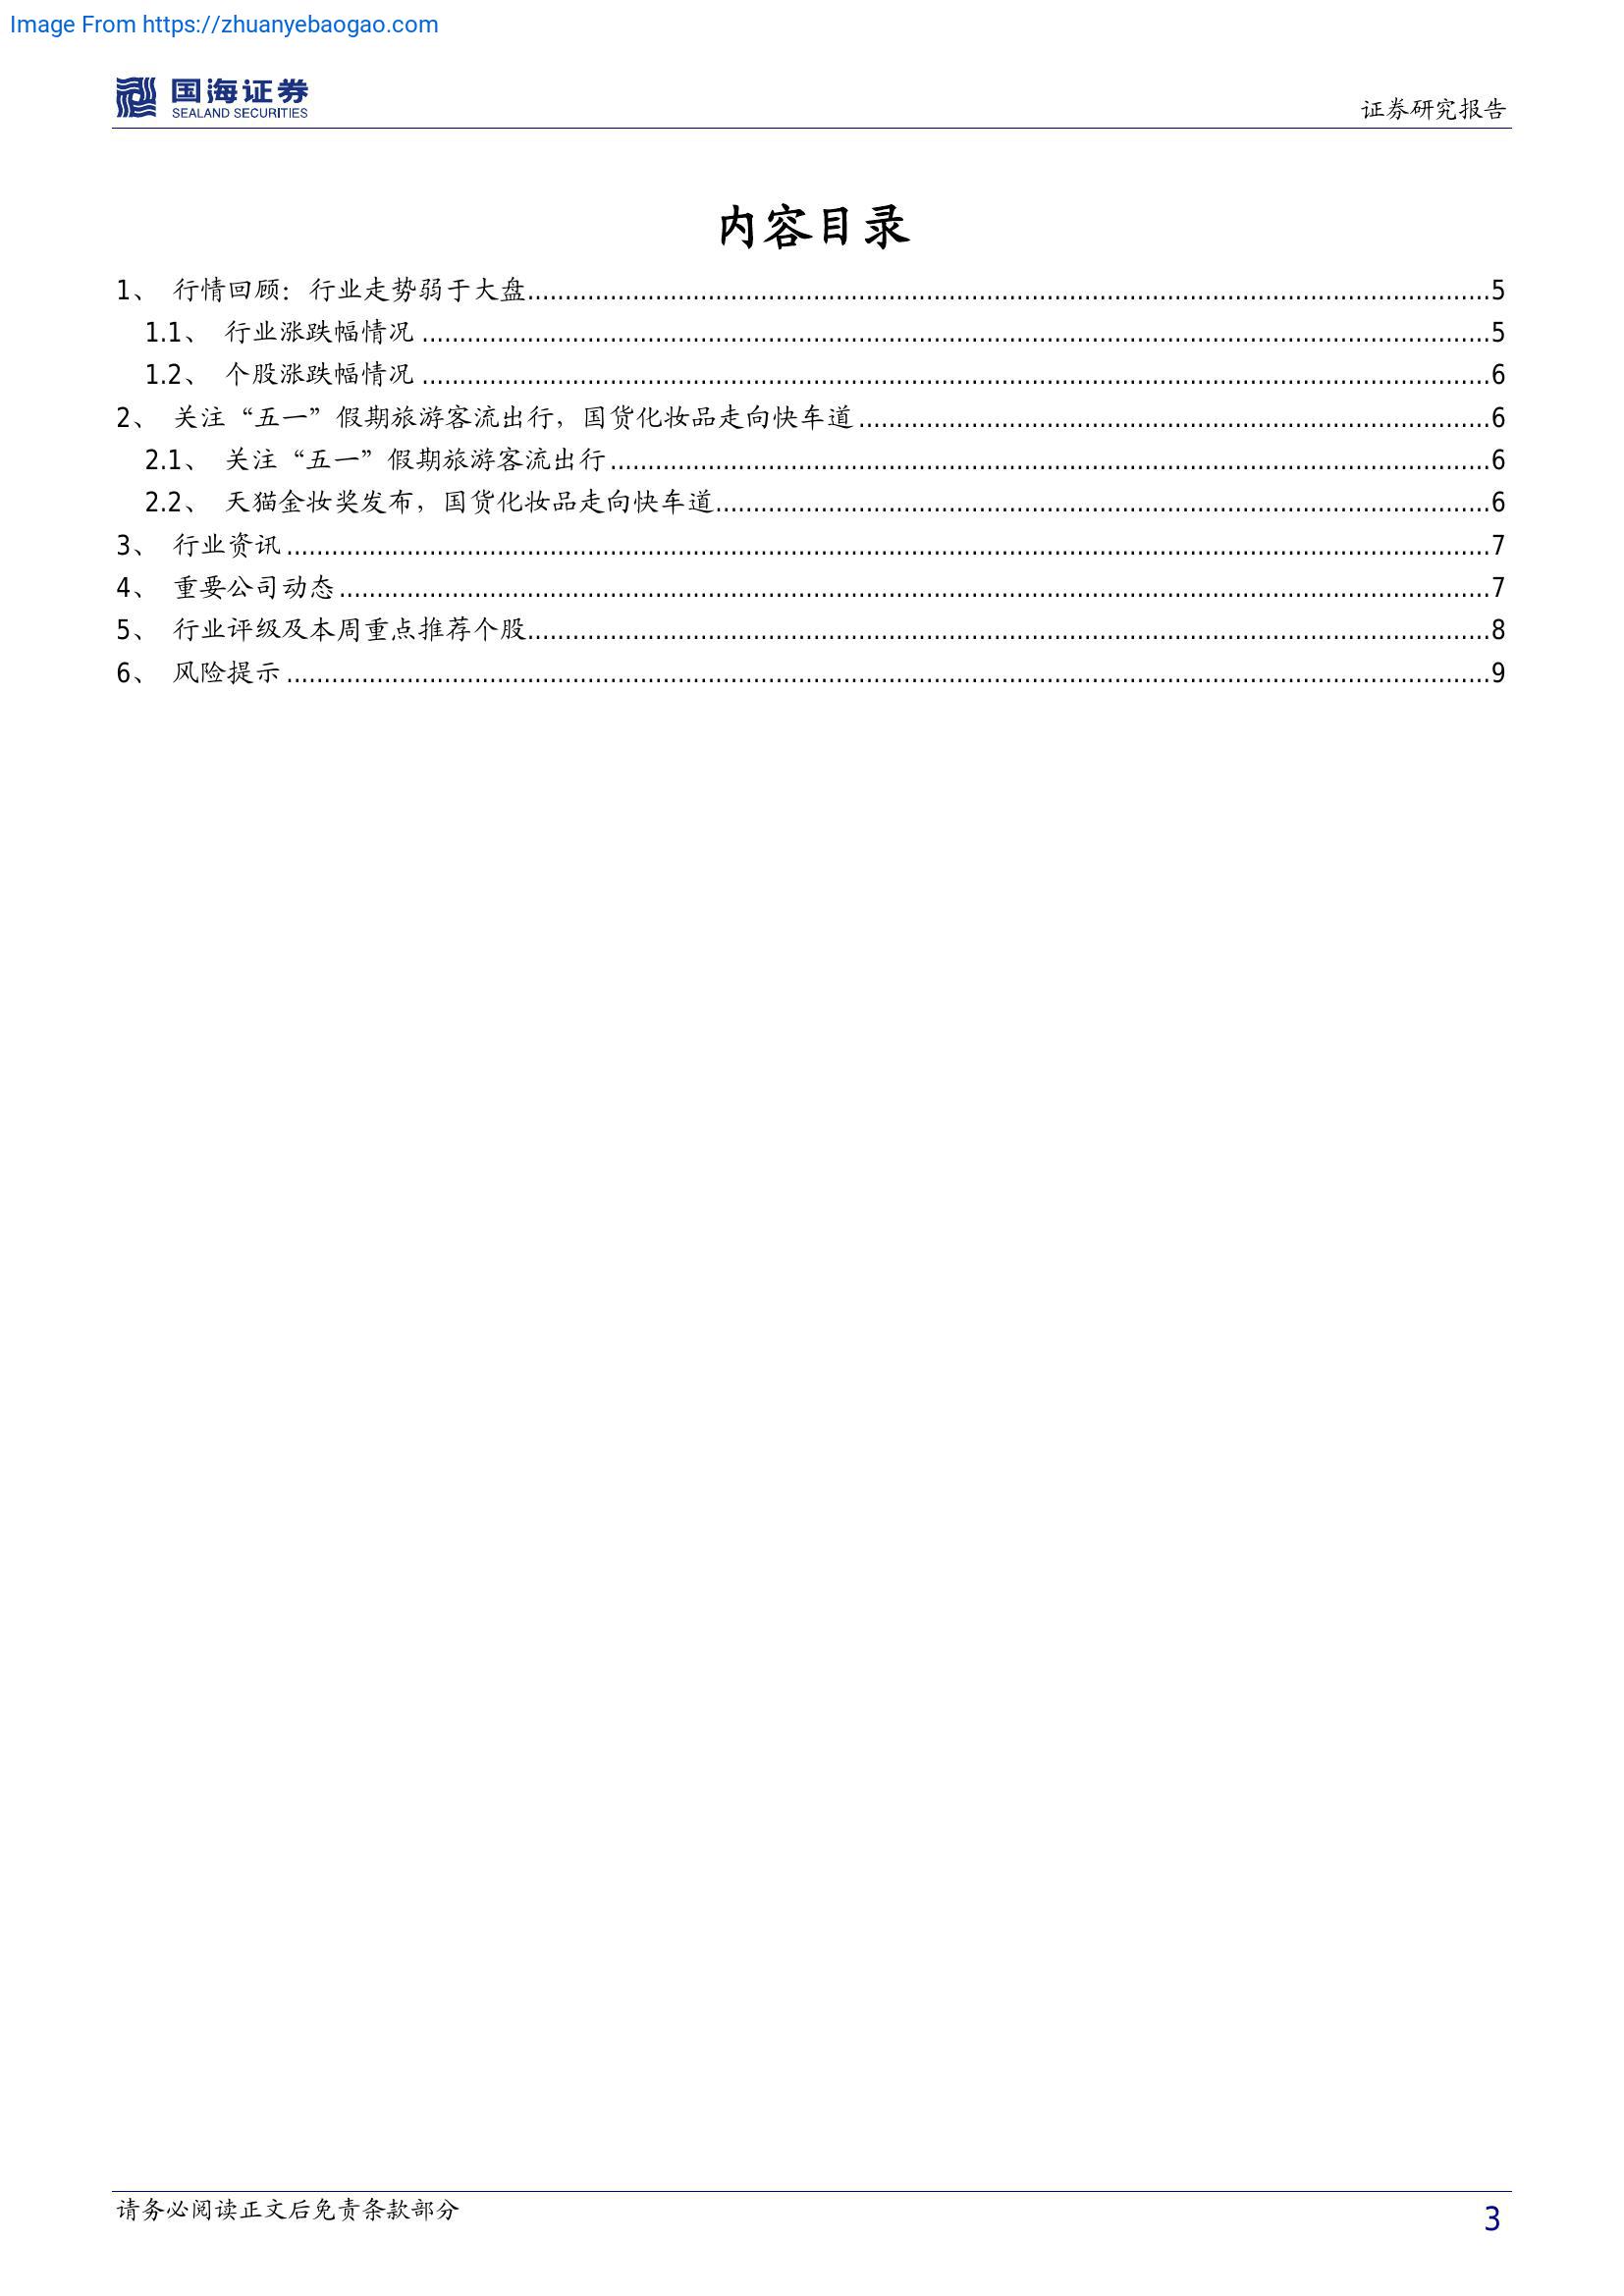 Image From https://zhuanyebaogao.com
国海证券
SEALAND SECURITIES
证券研究报告
内容目录
1、 行情回顾：行业走势弱于大盘................................5
1.1、 行业涨跌幅情况................................5
1.2、 个股涨跌幅情况................................6
2、 关注“五一”假期旅游客流出行，国货化妆品走向快车道................................6
2.1、 关注“五一”假期旅游客流出行................................6
2.2、 天猫金妆奖发布，国货化妆品走向快车道................................6
3、 行业资讯................................7
4、 重要公司动态................................7
5、 行业评级及本周重点推荐个股................................8
6、 风险提示................................9
请务必阅读正文后免责条款部分
3